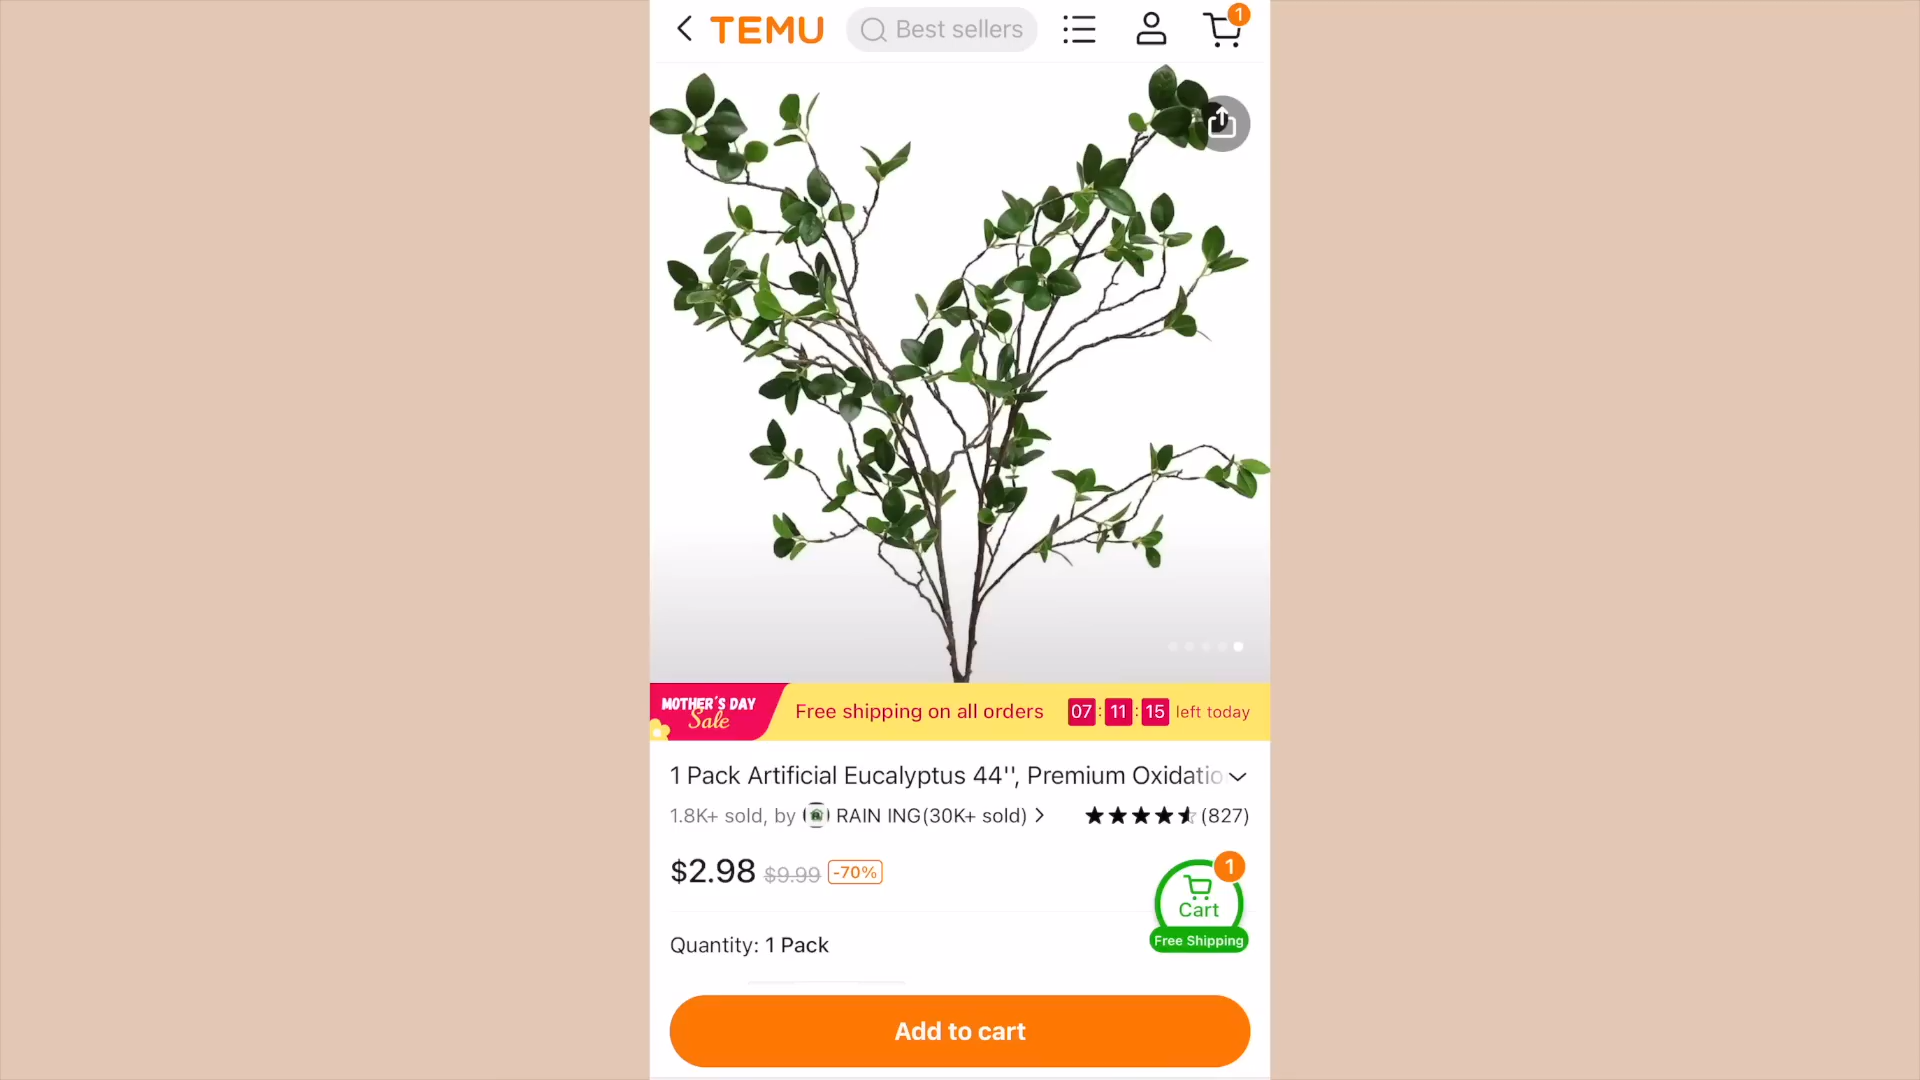 TEMU
Best sellers
1
MOTHER'S DAY
Sale
Free shipping on all orders
07:11:15 left today
1 Pack Artificial Eucalyptus 44'', Premium Oxidatio
1.8K+ sold, by RAIN ING(30K+ sold)
(827)
$2.98 $9.99 -70%
1
Cart
Free Shipping
Quantity: 1 Pack
Add to cart